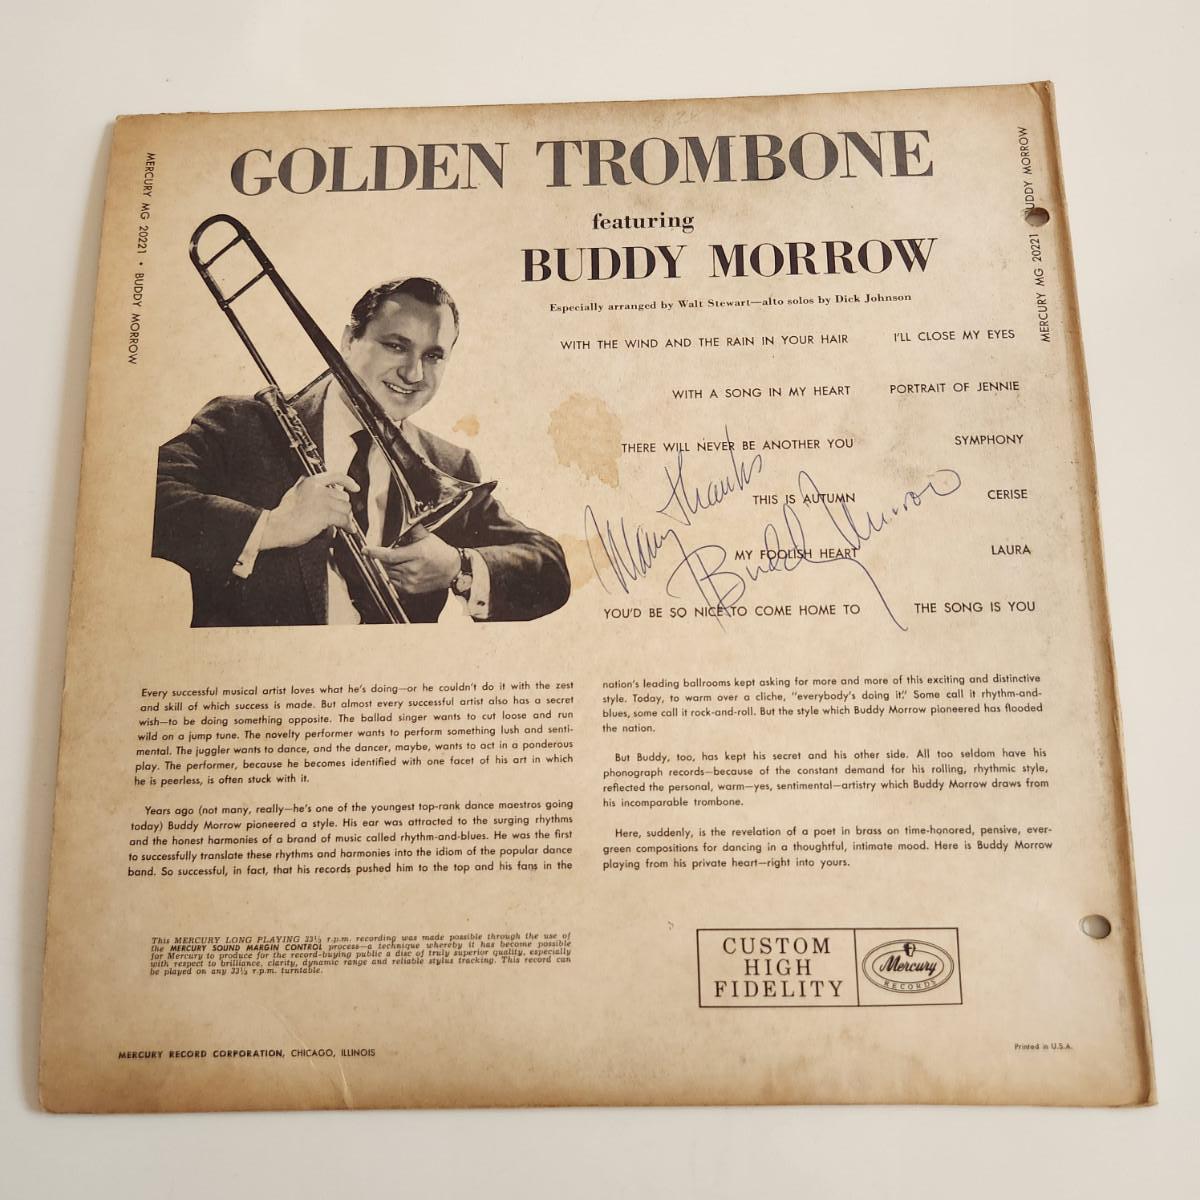 GOLDEN TROMBONE
featuring
BUDDY MORROW
Especially arranged by Walt Stewart—alto solos by Dick Johnson
MERCURY MG 20221 • BUDDY MORROW
MERCURY MG 20221 BUDDY MORROW
WITH THE WIND AND THE RAIN IN YOUR HAIR I'LL CLOSE MY EYES
WITH A SONG IN MY HEART PORTRAIT OF JENNIE
THERE WILL NEVER BE ANOTHER YOU SYMPHONY
THIS IS AUTUMN CERISE
MY FOOLISH HEART LAURA
YOU'D BE SO NICE TO COME HOME TO THE SONG IS YOU
Many thanks
Buddy Morrow
Every successful musical artist loves what he's doing—or he couldn't do it with the zest
and skill of which success is made. But almost every successful artist also has a secret
wish—to be doing something opposite. The ballad singer wants to cut loose and run
wild on a jump tune. The novelty performer wants to perform something lush and senti-
mental. The juggler wants to dance, and the dancer, maybe, wants to act in a ponderous
play. The performer, because he becomes identified with one facet of his art in which
he is peerless, is often stuck with it.
Years ago (not many, really—he's one of the youngest top-rank dance maestros going
today) Buddy Morrow pioneered a style. His ear was attracted to the surging rhythms
and the honest harmonies of a brand of music called rhythm-and-blues. He was the first
to successfully translate these rhythms and harmonies into the idiom of the popular dance
band. So successful, in fact, that his records pushed him to the top and his fans in the
nation's leading ballrooms kept asking for more and more of this exciting and distinctive
style. Today, to warm over a cliche, "everybody's doing it." Some call it rhythm-and-
blues, some call it rock-and-roll. But the style which Buddy Morrow pioneered has flooded
the nation.
But Buddy, too, has kept his secret and his other side. All too seldom have his
phonograph records—because of the constant demand for his rolling, rhythmic style,
reflected the personal, warm—yes, sentimental—artistry which Buddy Morrow draws from
his incomparable trombone.
Here, suddenly, is the revelation of a poet in brass on time-honored, pensive, ever-
green compositions for dancing in a thoughtful, intimate mood. Here is Buddy Morrow
playing from his private heart—right into yours.
This MERCURY LONG PLAYING 33⅓ r.p.m. recording was made possible through the use of
the MERCURY SOUND MARGIN CONTROL process—a technique whereby it has become possible
for Mercury to produce for the record-buying public a disc of truly superior quality, especially
with respect to brilliance, clarity, dynamic range and reliable stylus tracking. This record can
be played on any 33⅓ r.p.m. turntable.
CUSTOM
HIGH
FIDELITY
Mercury
RECORDS
MERCURY RECORD CORPORATION, CHICAGO, ILLINOIS
Printed in U.S.A.